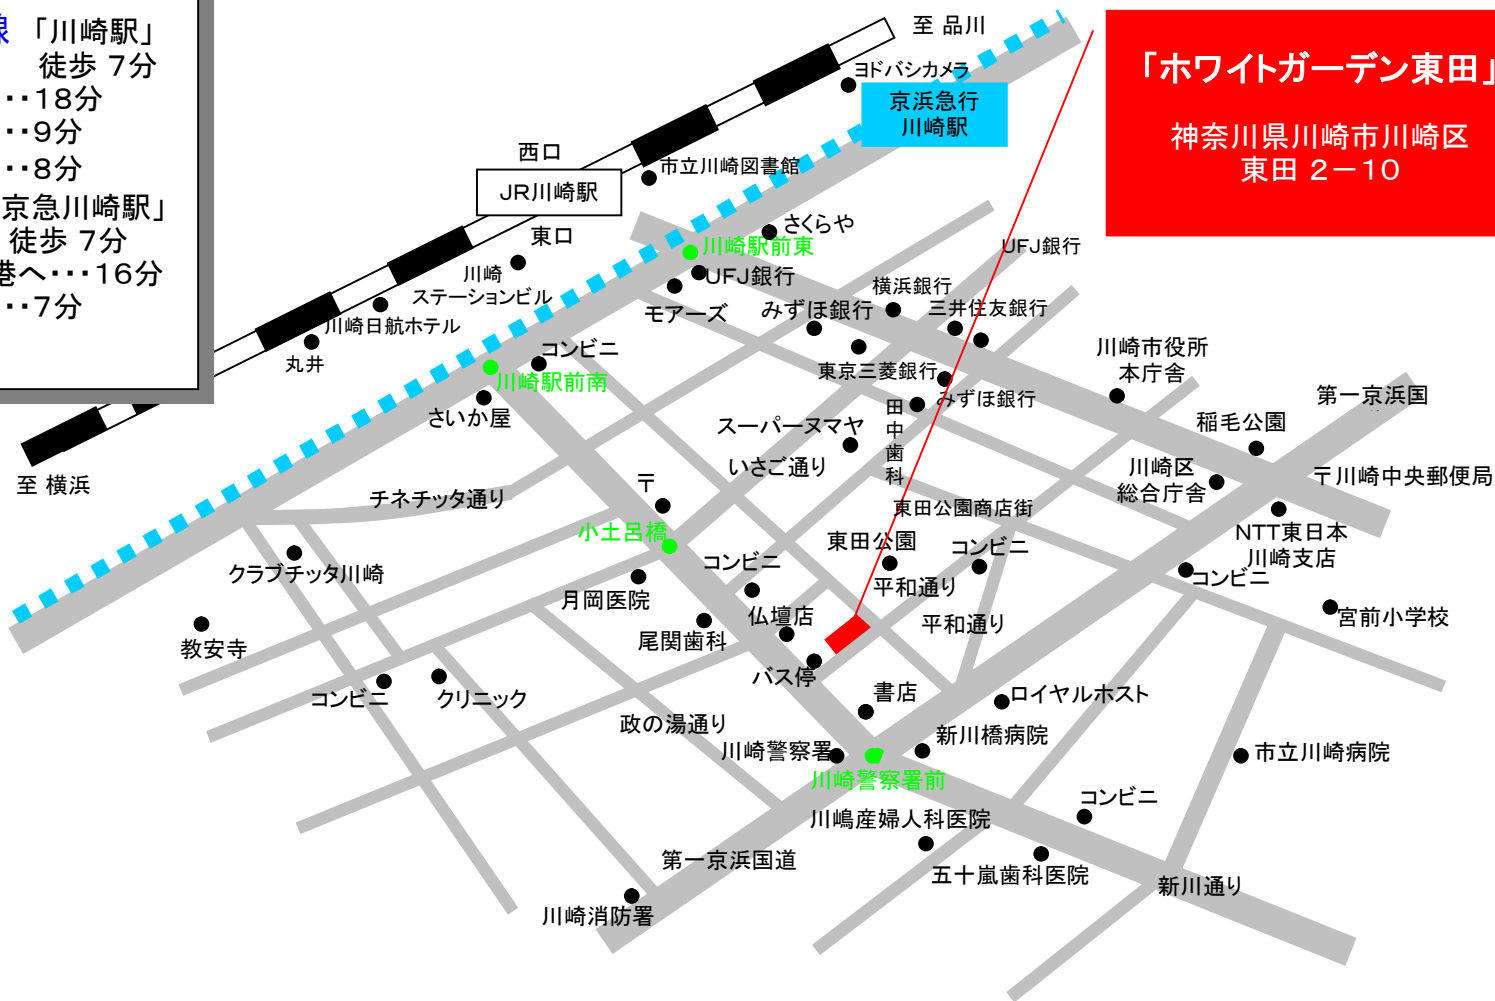 線 「川崎駅」
徒歩 7分
‥18分
‥9分
‥8分
京急川崎駅」
徒歩 7分
港へ‥‥16分
‥7分
至 品川
ヨドバシカメラ
京浜急行
川崎駅
「ホワイトガーデン東田」
神奈川県川崎市川崎区
東田 2－10
西口
市立川崎図書館
JR川崎駅
東口
さくらや
川崎駅前東
UFJ銀行
川崎
ステーションビル
UFJ銀行
横浜銀行
モアーズ
みずほ銀行
三井住友銀行
川崎日航ホテル
丸井
コンビニ
川崎市役所
本庁舎
川崎駅前南
東京三菱銀行
みずほ銀行
第一京浜国
さいか屋
スーパーヌマヤ
田中歯科
稲毛公園
いさご通り
川崎区
総合庁舎
〒川崎中央郵便局
至 横浜
チネチッタ通り
〒
東田公園商店街
小土呂橋
東田公園
コンビニ
NTT東日本
川崎支店
クラブチッタ川崎
コンビニ
コンビニ
月岡医院
平和通り
仏壇店
宮前小学校
教安寺
尾関歯科
平和通り
バス停
コンビニ
クリニック
書店
ロイヤルホスト
政の湯通り
川崎警察署
新川橋病院
市立川崎病院
川崎警察署前
コンビニ
川嶋産婦人科医院
第一京浜国道
五十嵐歯科医院
新川通り
川崎消防署